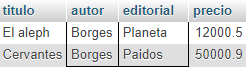 titulo autor editorial precio
El aleph Borges Planeta 12000.5
Cervantes Borges Paidos 50000.9